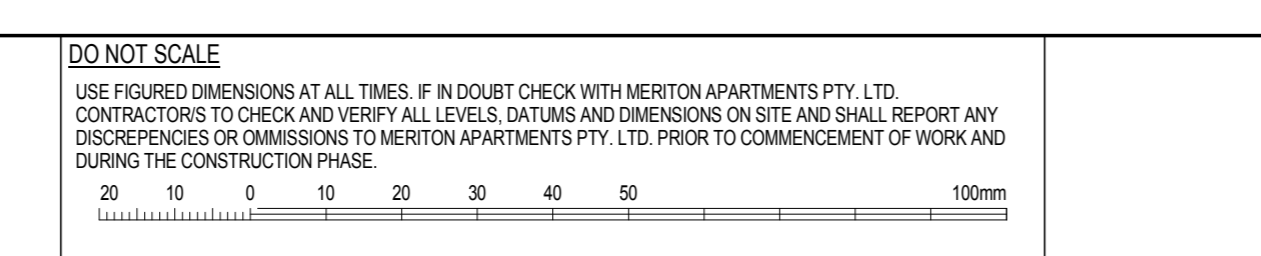 DO NOT SCALE
USE FIGURED DIMENSIONS AT ALL TIMES. IF IN DOUBT CHECK WITH MERITON APARTMENTS PTY. LTD.
CONTRACTOR/S TO CHECK AND VERIFY ALL LEVELS, DATUMS AND DIMENSIONS ON SITE AND SHALL REPORT ANY
DISCREPENCIES OR OMMISSIONS TO MERITON APARTMENTS PTY. LTD. PRIOR TO COMMENCEMENT OF WORK AND
DURING THE CONSTRUCTION PHASE.
20 10 0 10 20 30 40 50 100mm